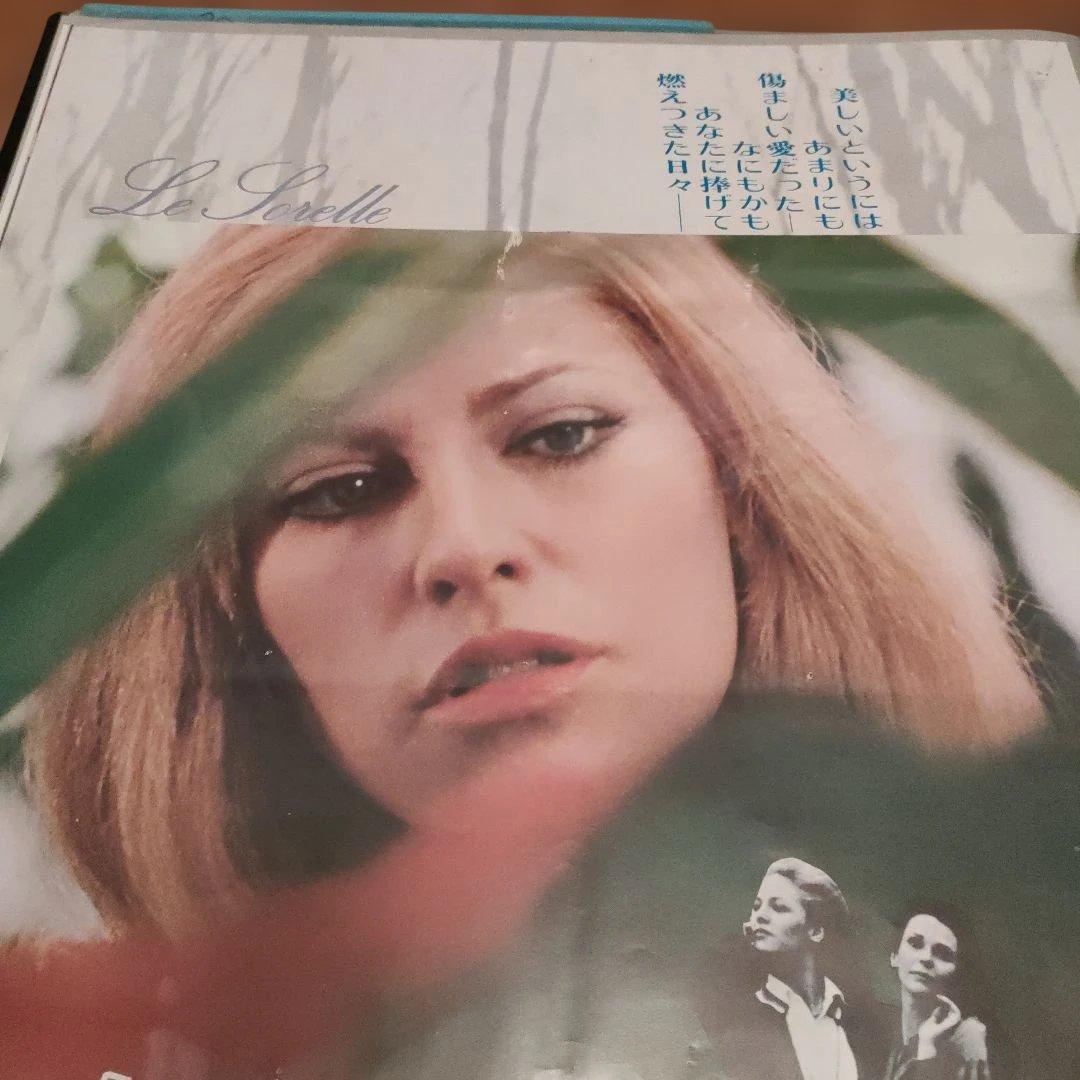 美しいというには
あまりにも
傷ましい愛だった―
なにもかも
あなたに捧げて
燃えつきた日々――
Le Sorelle